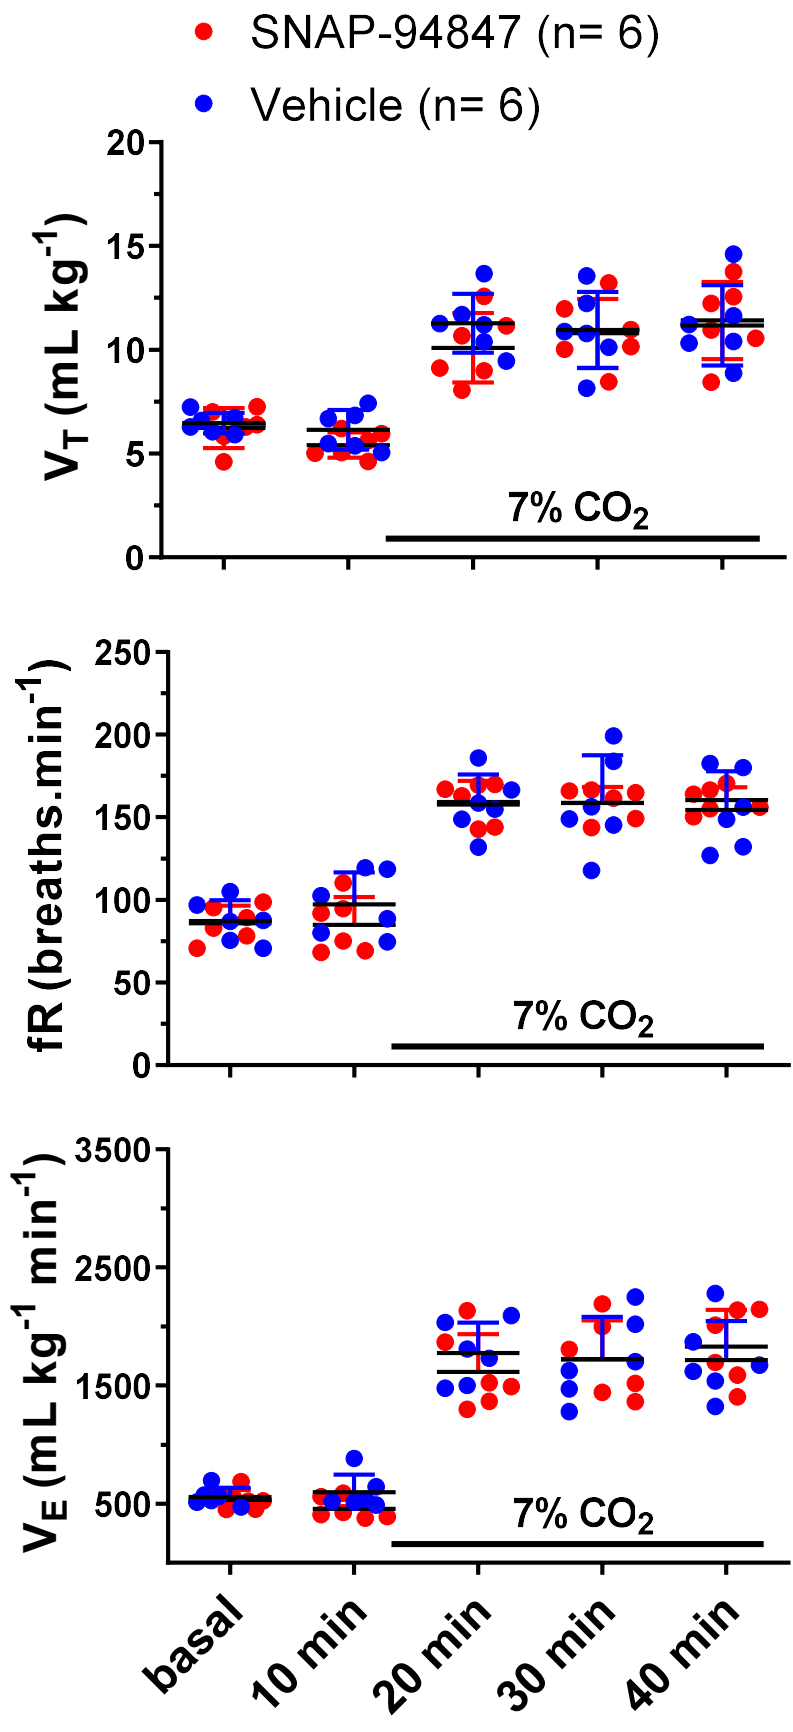 SNAP-94847 (n= 6)
Vehicle (n= 6)
20
15
10
5
0
V_T (mL kg⁻¹)
7% CO₂
250
200
150
100
50
0
fR (breaths.min⁻¹)
7% CO₂
3500
2500
1500
500
V_E (mL kg⁻¹ min⁻¹)
7% CO₂
basal
10 min
20 min
30 min
40 min